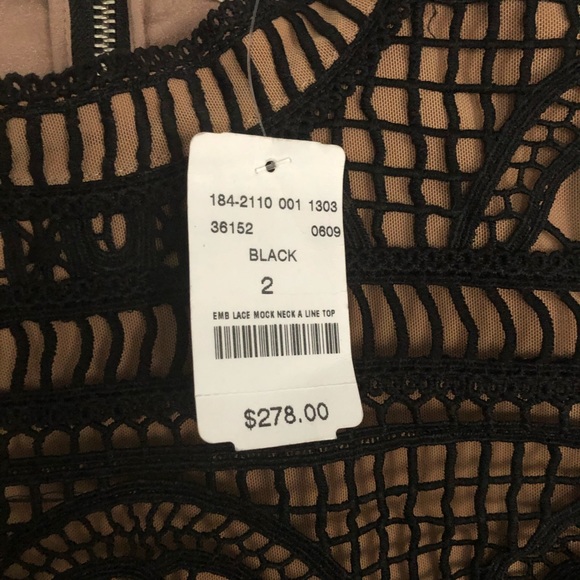 184-2110 001 1303
36152 0609
BLACK
2
EMB LACE MOCK NECK A LINE TOP
$278.00